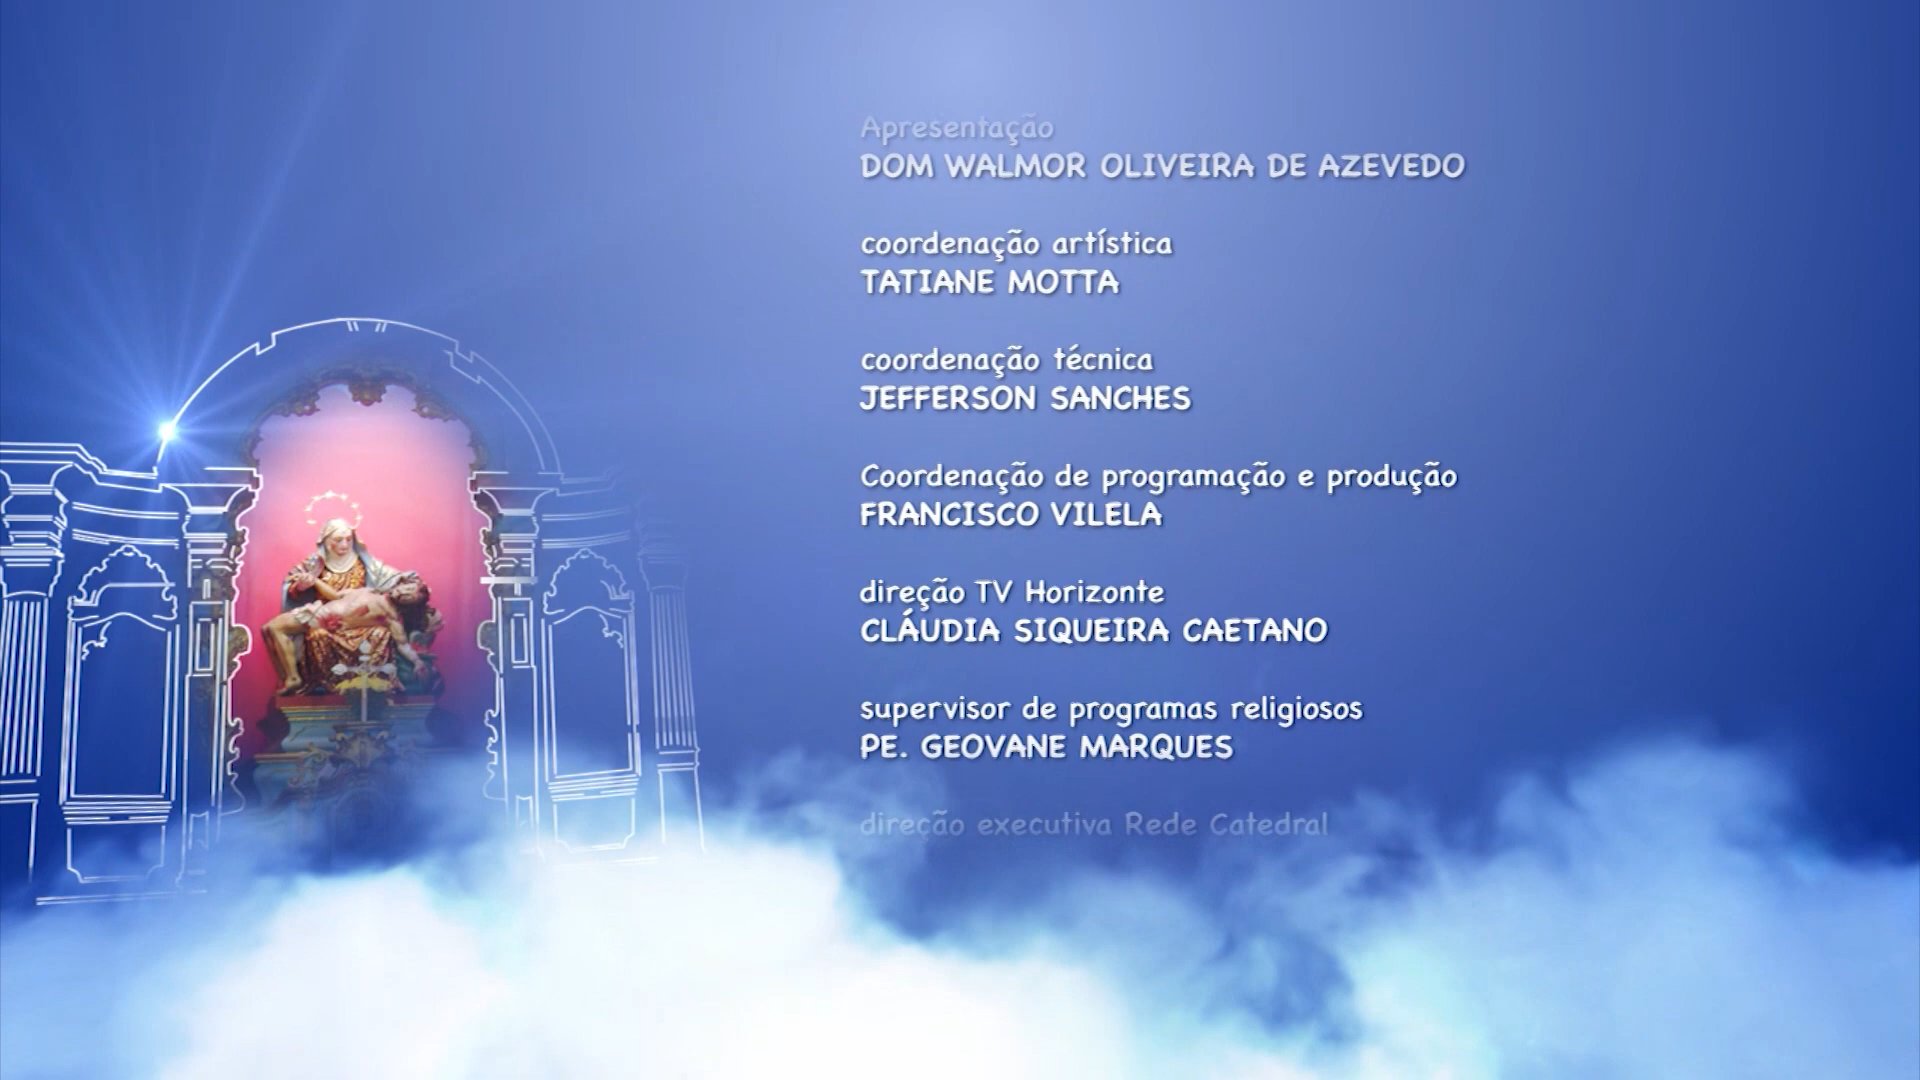 Apresentação
DOM WALMOR OLIVEIRA DE AZEVEDO
coordenação artística
TATIANE MOTTA
coordenação técnica
JEFFERSON SANCHES
Coordenação de programação e produção
FRANCISCO VILELA
direção TV Horizonte
CLÁUDIA SIQUEIRA CAETANO
supervisor de programas religiosos
PE. GEOVANE MARQUES
direção executiva Rede Catedral